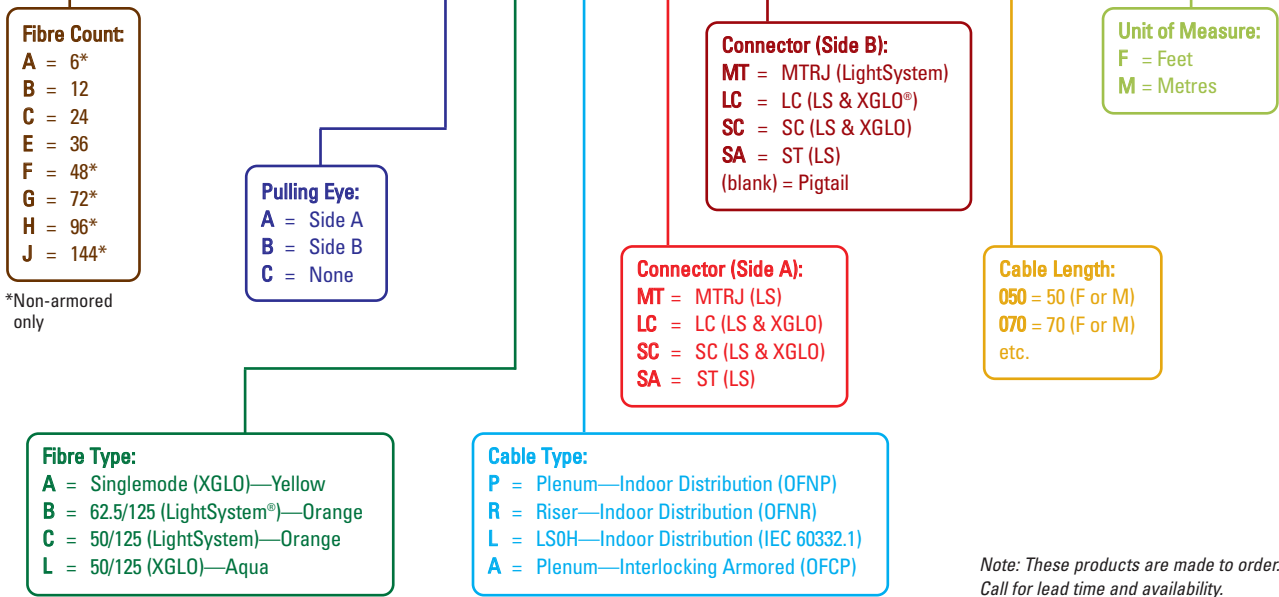 Fibre Count:
A = 6*
B = 12
C = 24
E = 36
F = 48*
G = 72*
H = 96*
J = 144*
*Non-armored
only
Pulling Eye:
A = Side A
B = Side B
C = None
Connector (Side B):
MT = MTRJ (LightSystem)
LC = LC (LS & XGLO®)
SC = SC (LS & XGLO)
SA = ST (LS)
(blank) = Pigtail
Unit of Measure:
F = Feet
M = Metres
Connector (Side A):
MT = MTRJ (LS)
LC = LC (LS & XGLO)
SC = SC (LS & XGLO)
SA = ST (LS)
Cable Length:
050 = 50 (F or M)
070 = 70 (F or M)
etc.
Fibre Type:
A = Singlemode (XGLO)—Yellow
B = 62.5/125 (LightSystem®)—Orange
C = 50/125 (LightSystem)—Orange
L = 50/125 (XGLO)—Aqua
Cable Type:
P = Plenum—Indoor Distribution (OFNP)
R = Riser—Indoor Distribution (OFNR)
L = LS0H—Indoor Distribution (IEC 60332.1)
A = Plenum—Interlocking Armored (OFCP)
Note: These products are made to order.
Call for lead time and availability.